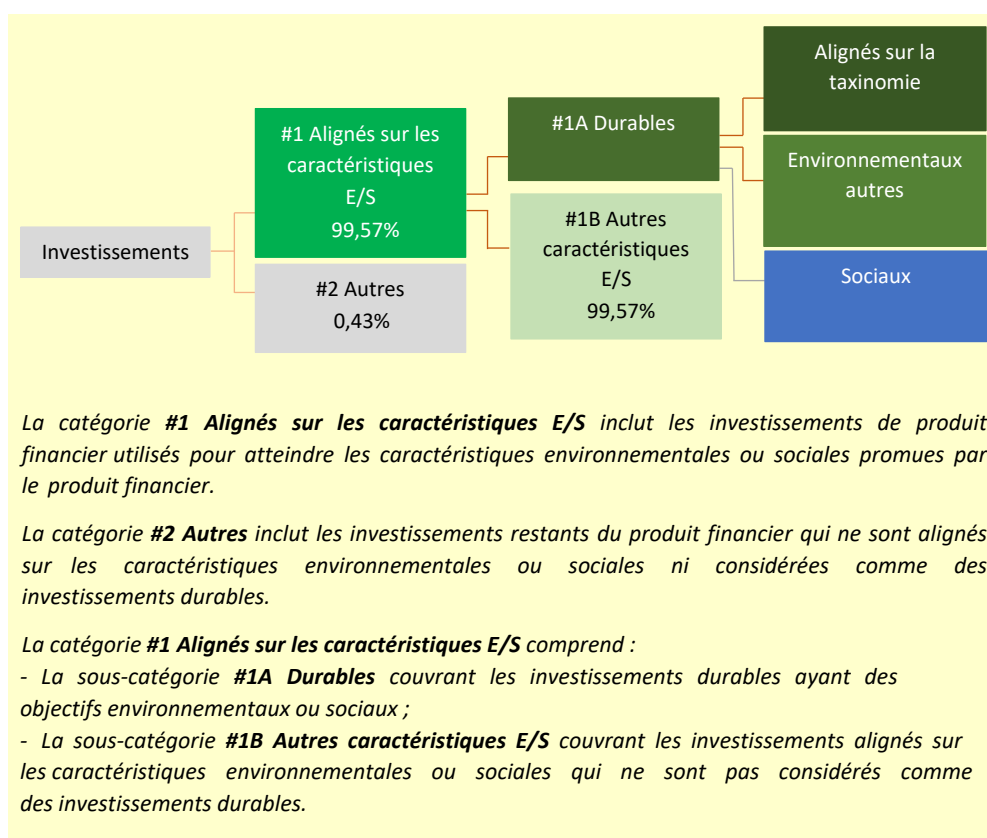 Investissements
#1 Alignés sur les
caractéristiques
E/S
99,57%
#2 Autres
0,43%
#1A Durables
#1B Autres
caractéristiques
E/S
99,57%
Alignés sur la
taxinomie
Environnementaux
autres
Sociaux
La catégorie #1 Alignés sur les caractéristiques E/S inclut les investissements de produit
financier utilisés pour atteindre les caractéristiques environnementales ou sociales promues par
le produit financier.
La catégorie #2 Autres inclut les investissements restants du produit financier qui ne sont alignés
sur les caractéristiques environnementales ou sociales ni considérées comme des
investissements durables.
La catégorie #1 Alignés sur les caractéristiques E/S comprend :
- La sous-catégorie #1A Durables couvrant les investissements durables ayant des
objectifs environnementaux ou sociaux ;
- La sous-catégorie #1B Autres caractéristiques E/S couvrant les investissements alignés sur
les caractéristiques environnementales ou sociales qui ne sont pas considérés comme
des investissements durables.